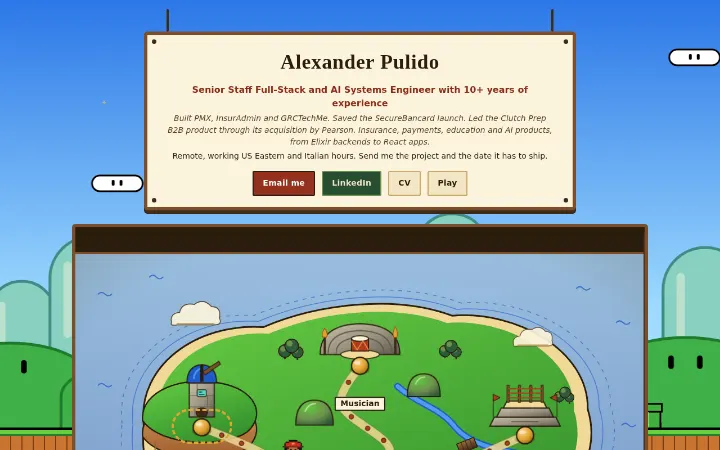 Alexander Pulido
Senior Staff Full-Stack and AI Systems Engineer with 10+ years of
experience
Built PMX, InsurAdmin and GRCTechMe. Saved the SecureBancard launch. Led the Clutch Prep
B2B product through its acquisition by Pearson. Insurance, payments, education and AI products,
from Elixir backends to React apps.
Remote, working US Eastern and Italian hours. Send me the project and the date it has to ship.
Email me LinkedIn CV Play
Musician